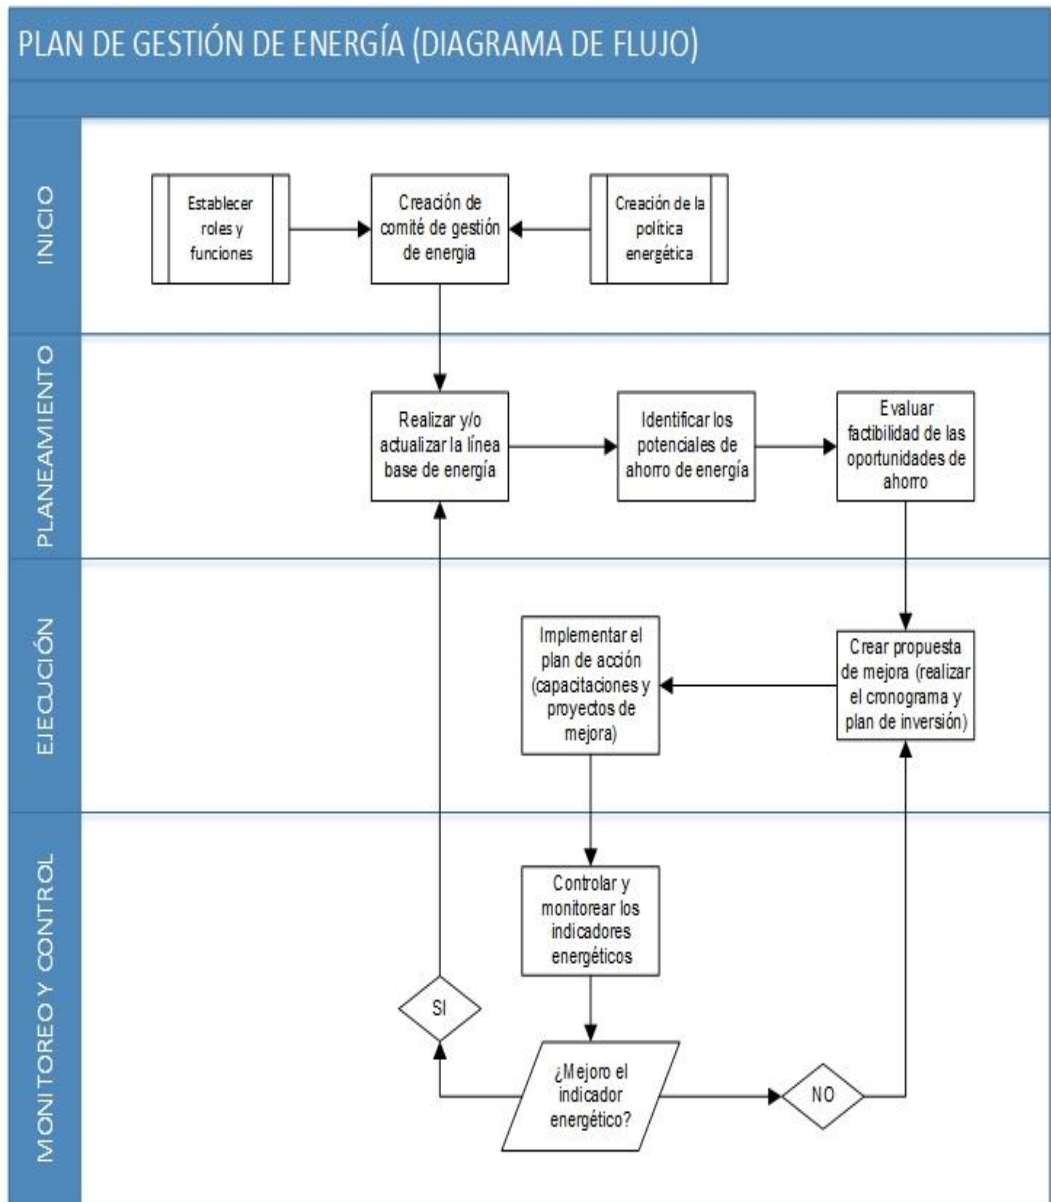 PLAN DE GESTIÓN DE ENERGÍA (DIAGRAMA DE FLUJO)
INICIO
Establecer
roles y
funciones
Creación de
comité de gestión
de energia
Creación de la
política
energética
PLANEAMIENTO
Realizar y/o
actualizar la línea
base de energía
Identificar los
potenciales de
ahorro de energía
Evaluar
factibilidad de las
oportunidades de
ahorro
EJECUCIÓN
Implementar el
plan de acción
(capacitaciones y
proyectos de
mejora)
Crear propuesta
de mejora (realizar
el cronograma y
plan de inversión)
MONITOREO Y CONTROL
Controlar y
monitorear los
indicadores
energéticos
SI
¿Mejoro el
indicador
energético?
NO